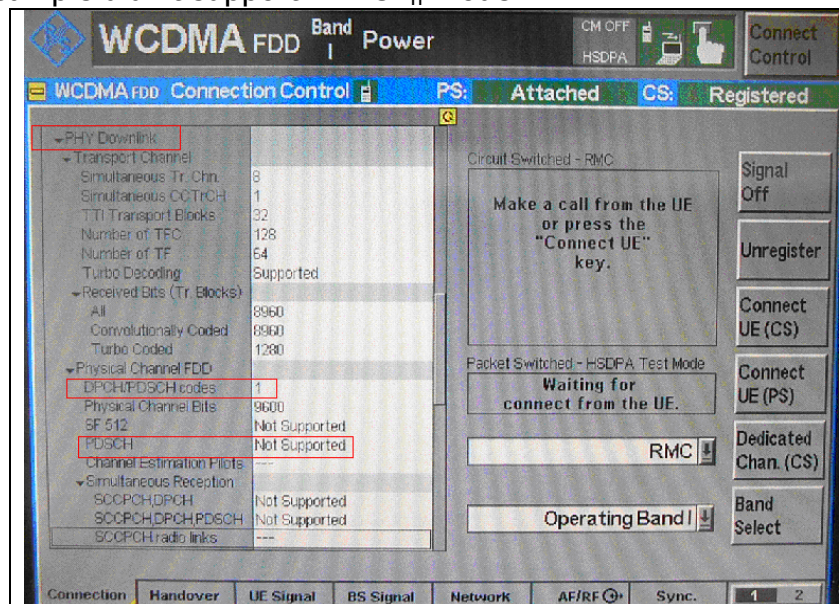 WCDMA FDD Band I Power
CM OFF
HSDPA
Connect Control
WCDMA FDD Connection Control PS: Attached CS: Registered
PHY Downlink
Transport Channel
Simultaneous Tr. Chn. 8
Simultaneous CCTrCH 1
TTI Transport Blocks 32
Number of TFC 128
Number of TF 64
Turbo Decoding Supported
Received Bits (Tr. Blocks)
All 8960
Convolutionally Coded 8960
Turbo Coded 1280
Physical Channel FDD
DPCH/PDSCH codes 1
Physical Channel Bits 9600
SF 512 Not Supported
PDSCH Not Supported
Channel Estimation Pilots ---
Simultaneous Reception
SCCPCH,DPCH Not Supported
SCCPCH,DPCH,PDSCH Not Supported
SCCPCH radio links ---
Circuit Switched - RMC
Make a call from the UE
or press the
"Connect UE"
key.
Packet Switched - HSDPA Test Mode
Waiting for
connect from the UE.
RMC
Operating Band I
Signal Off
Unregister
Connect UE (CS)
Connect UE (PS)
Dedicated Chan. (CS)
Band Select
Connection Handover UE Signal BS Signal Network AF/RF Sync. 1 2